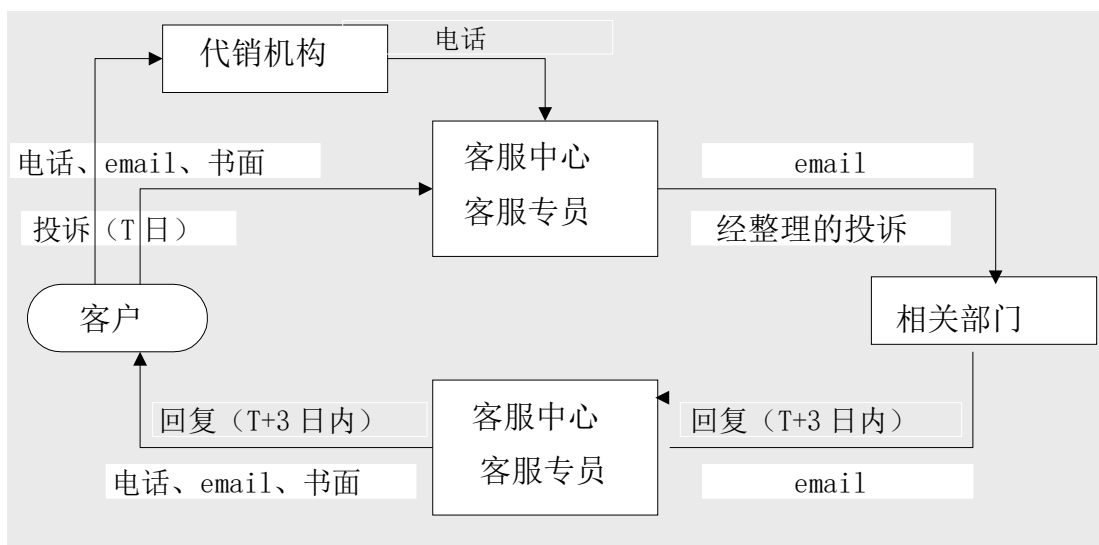 代销机构
电话
客服中心
客服专员
电话、email、书面
email
投诉（T 日）
经整理的投诉
客户
相关部门
客服中心
客服专员
回复（T+3 日内）
回复（T+3 日内）
电话、email、书面
email